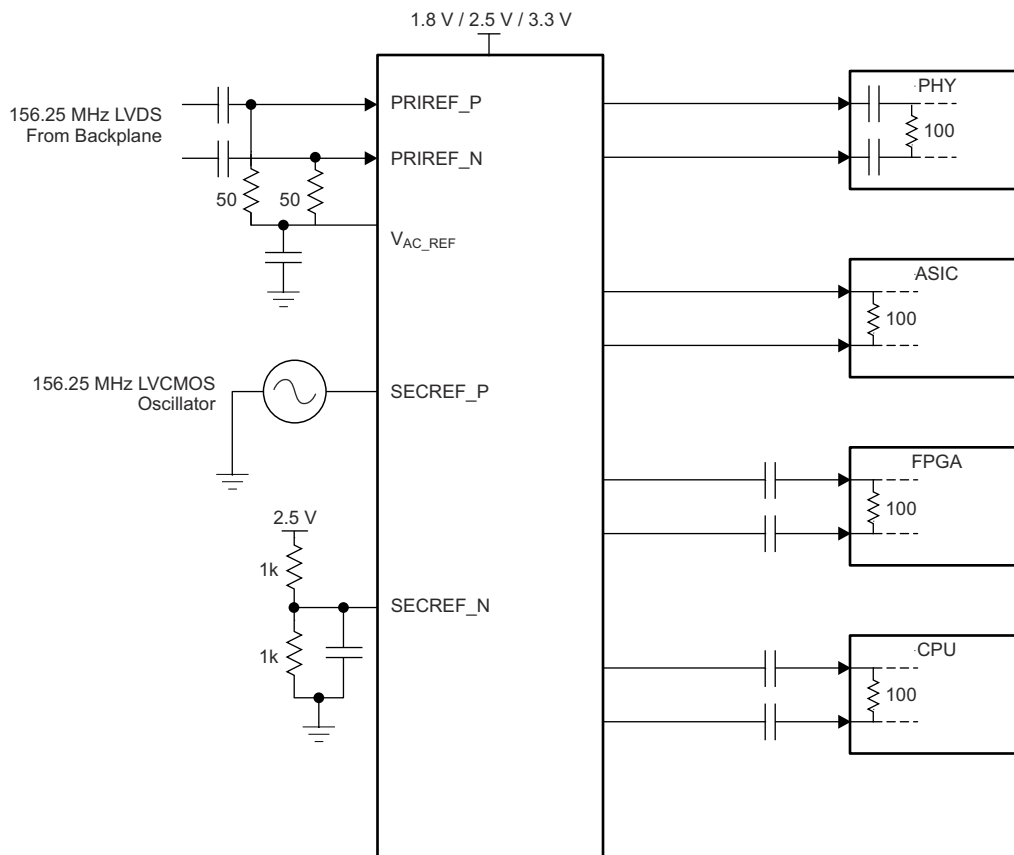 1.8 V / 2.5 V / 3.3 V
156.25 MHz LVDS
From Backplane
PRIREF_P
PRIREF_N
50
50
VAC_REF
156.25 MHz LVCMOS
Oscillator
SECREF_P
2.5 V
1k
SECREF_N
1k
PHY
100
ASIC
100
FPGA
100
CPU
100